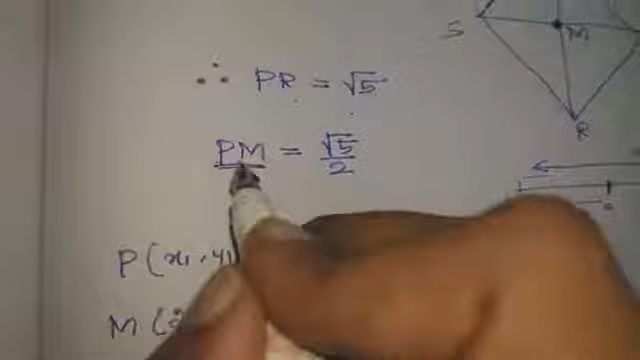 S
M
∴ PR = √5
R
PM = √5/2
P(x₁, y₁
M(